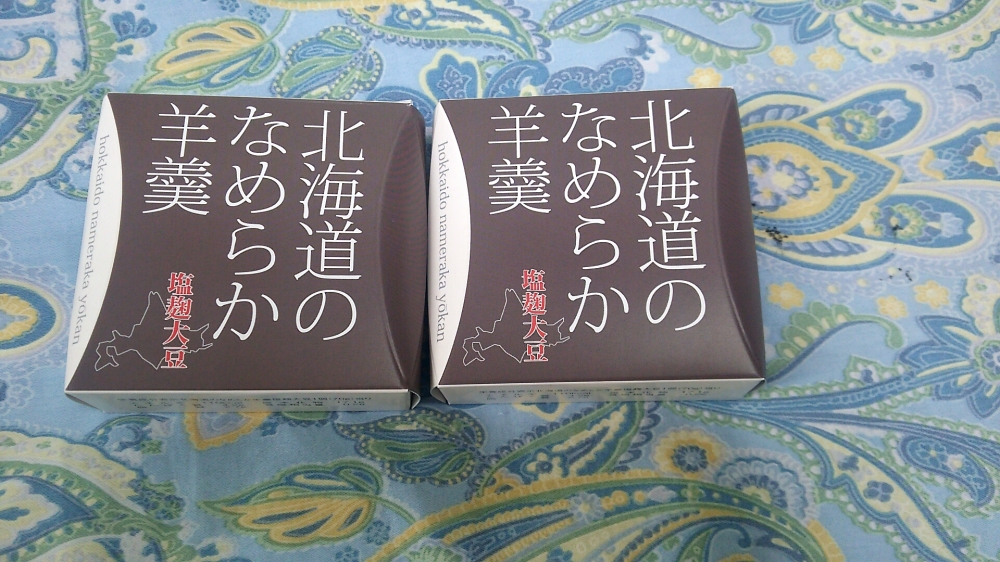 北海道の
なめらか
羊羹
塩麹大豆
hokkaido nameraka yokan
北海道の
なめらか
羊羹
塩麹大豆
hokkaido nameraka yokan